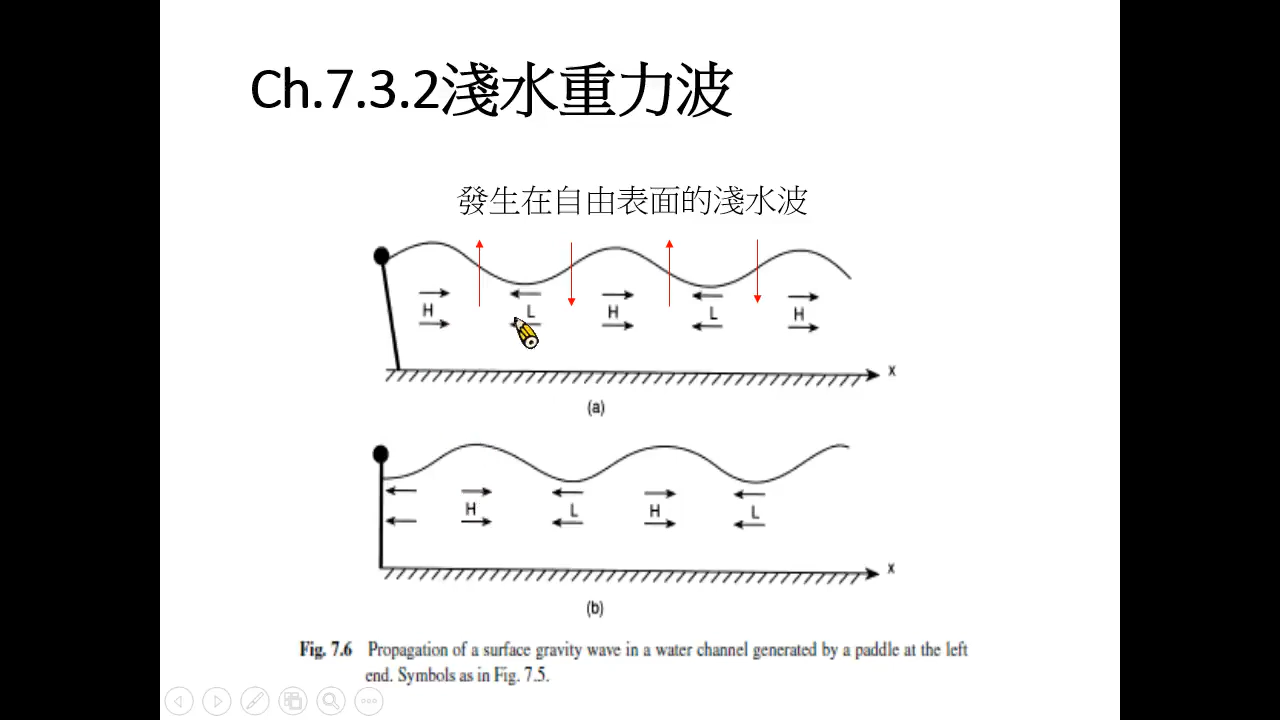 Ch.7.3.2淺水重力波
發生在自由表面的淺水波
H L H L H
x
(a)
H L H L
x
(b)
Fig. 7.6 Propagation of a surface gravity wave in a water channel generated by a paddle at the left
end. Symbols as in Fig. 7.5.